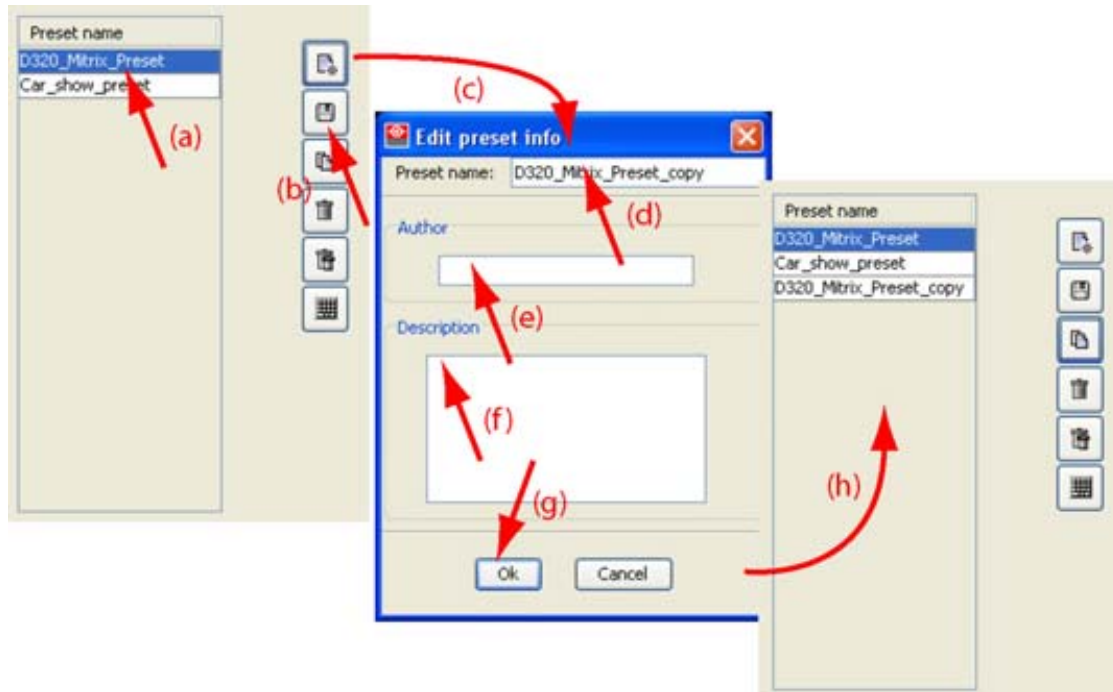 Preset name
D320_Mitrix_Preset
Car_show_preset
(a)
(b)
(c)
Edit preset info
Preset name: D320_Mitrix_Preset_copy
(d)
Author
(e)
Description
(f)
(g)
Ok Cancel
Preset name
D320_Mitrix_Preset
Car_show_preset
D320_Mitrix_Preset_copy
(h)